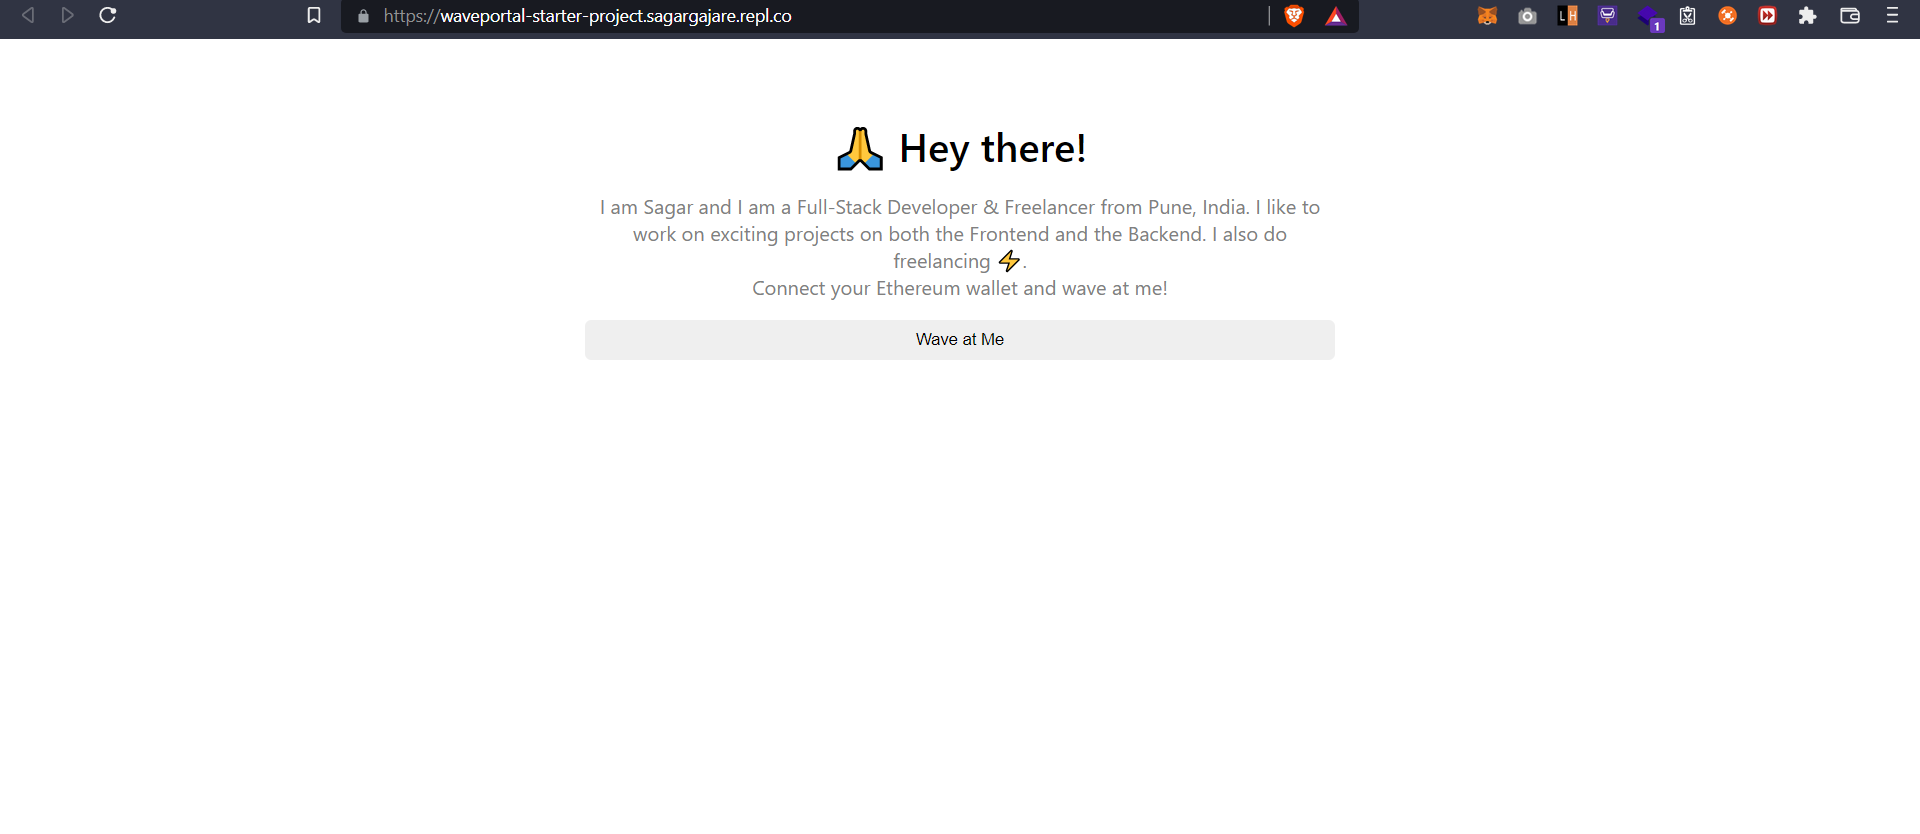 https://waveportal-starter-project.sagargajare.repl.co
L H
1
🙏 Hey there!
I am Sagar and I am a Full-Stack Developer & Freelancer from Pune, India. I like to
work on exciting projects on both the Frontend and the Backend. I also do
freelancing ⚡.
Connect your Ethereum wallet and wave at me!
Wave at Me